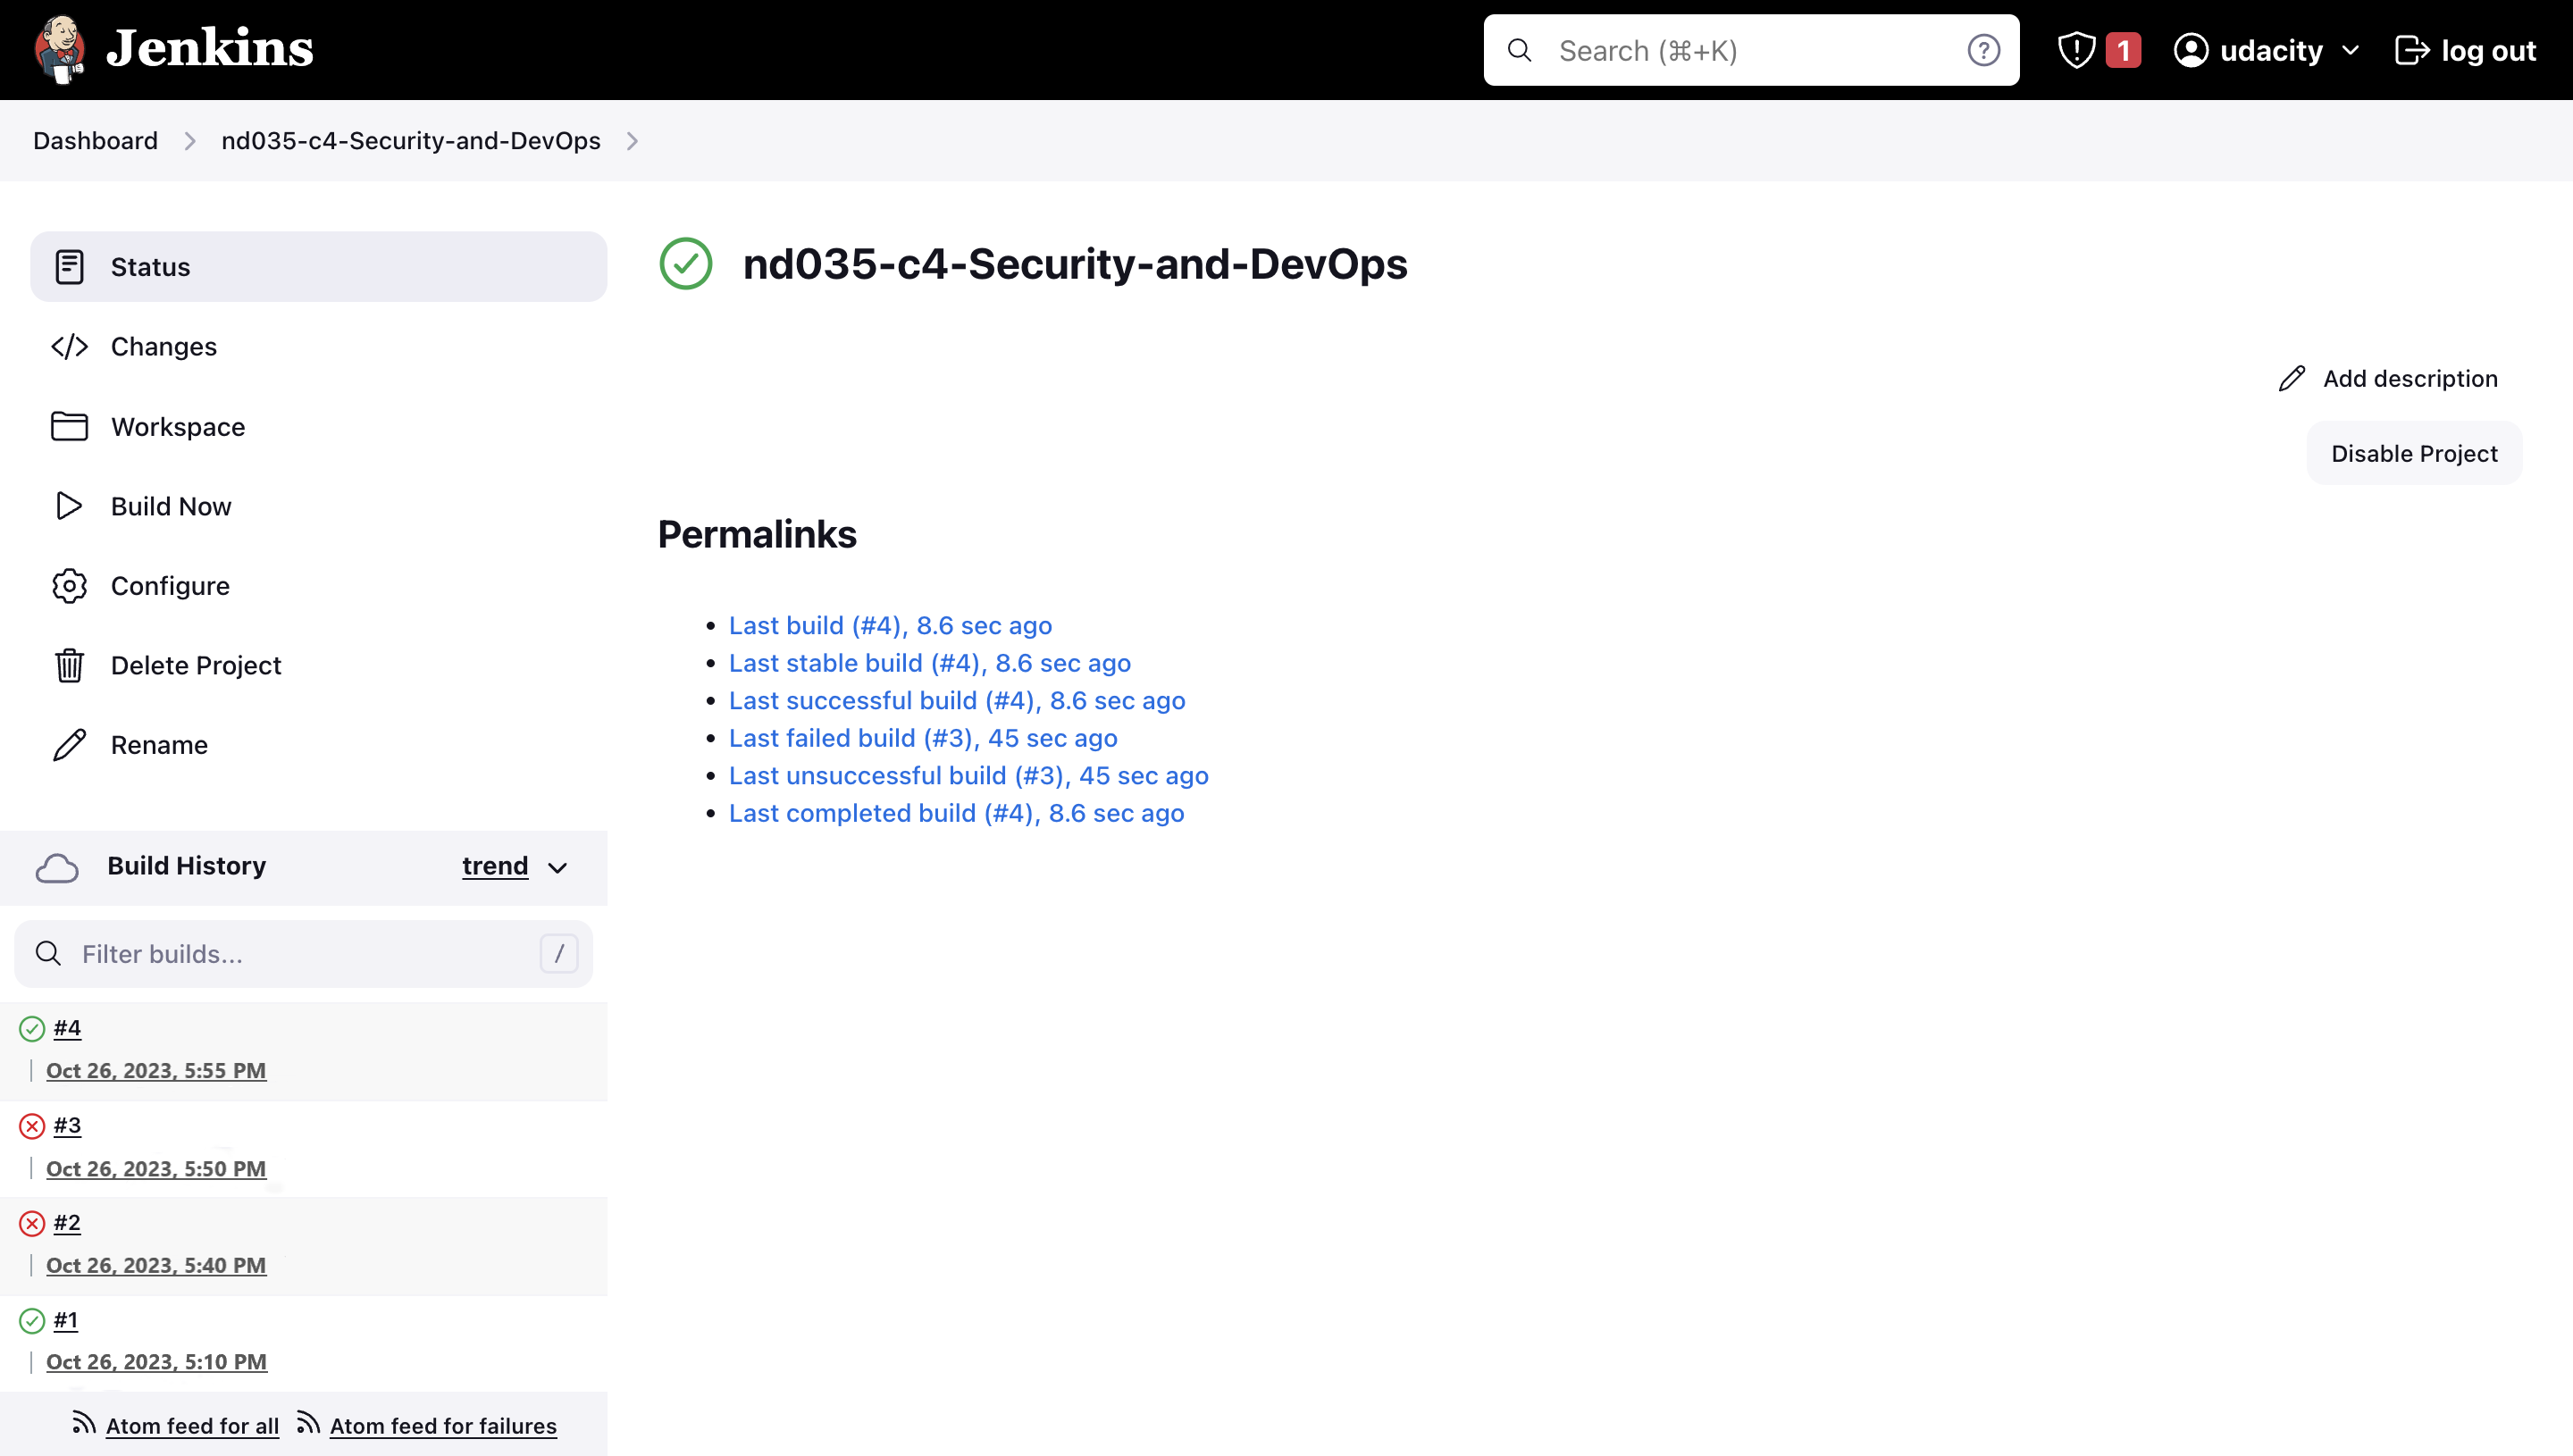 Jenkins
Search (⌘+K)
1
udacity
log out
Dashboard
nd035-c4-Security-and-DevOps
Status
Changes
Workspace
Build Now
Configure
Delete Project
Rename
nd035-c4-Security-and-DevOps
Add description
Disable Project
Permalinks
Last build (#4), 8.6 sec ago
Last stable build (#4), 8.6 sec ago
Last successful build (#4), 8.6 sec ago
Last failed build (#3), 45 sec ago
Last unsuccessful build (#3), 45 sec ago
Last completed build (#4), 8.6 sec ago
Build History trend
Filter builds... /
#4
Oct 26, 2023, 5:55 PM
#3
Oct 26, 2023, 5:50 PM
#2
Oct 26, 2023, 5:40 PM
#1
Oct 26, 2023, 5:10 PM
Atom feed for all Atom feed for failures